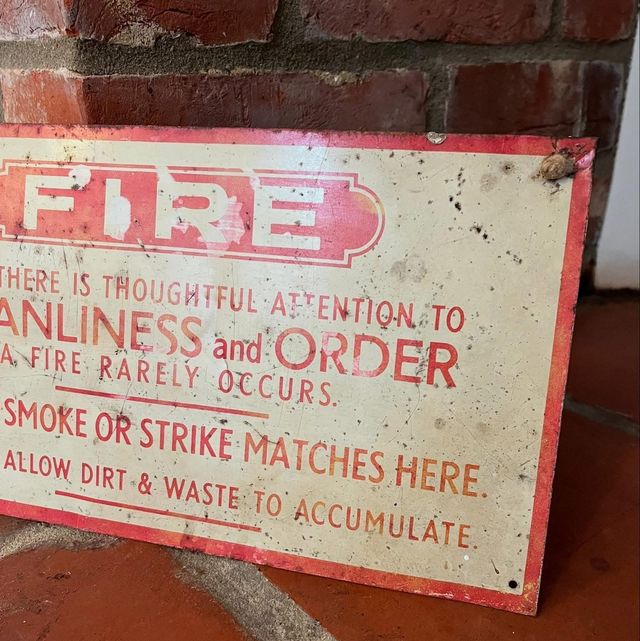 FIRE
THERE IS THOUGHTFUL ATTENTION TO
ANLINESS and ORDER
A FIRE RARELY OCCURS.
SMOKE OR STRIKE MATCHES HERE.
ALLOW DIRT & WASTE TO ACCUMULATE.